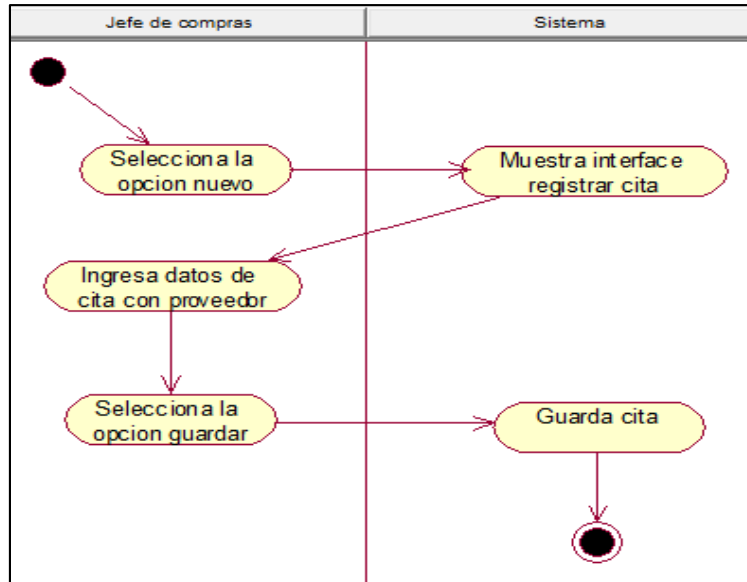 Jefe de compras
Sistema
Selecciona la
opcion nuevo
Muestra interface
registrar cita
Ingresa datos de
cita con proveedor
Selecciona la
opcion guardar
Guarda cita